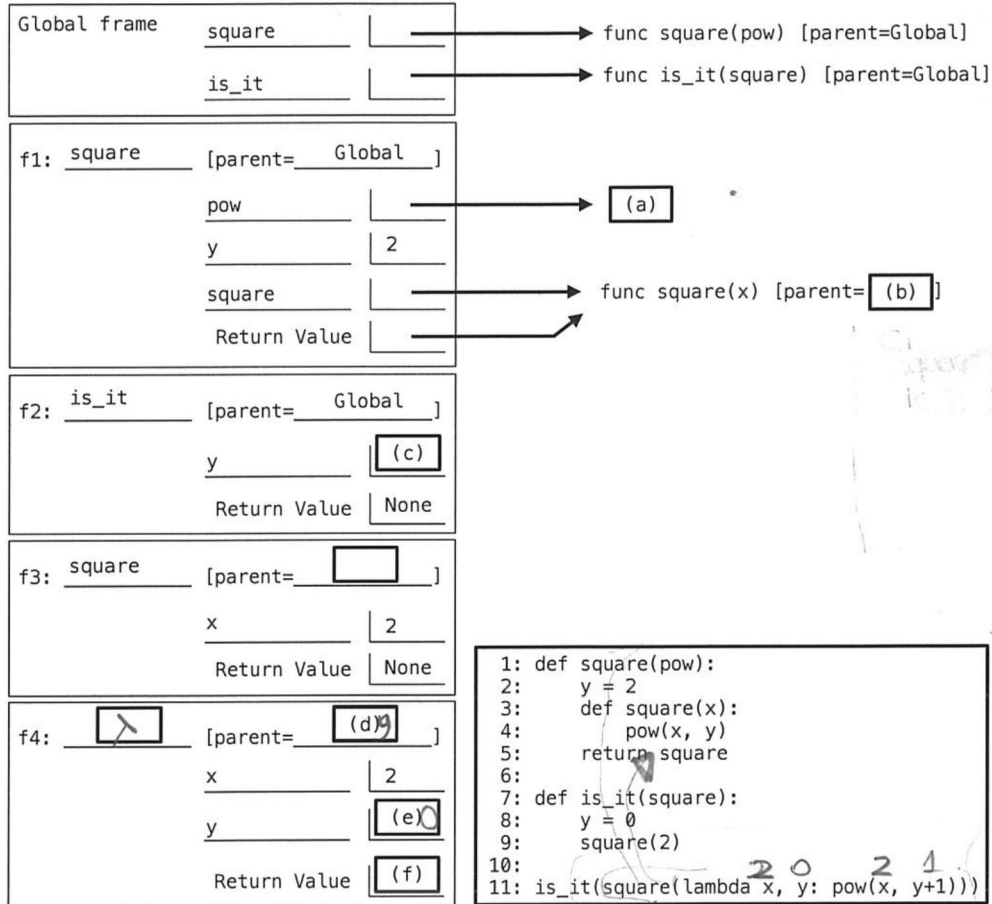 Global frame
square
func square(pow) [parent=Global]
is_it
func is_it(square) [parent=Global]
f1: square [parent= Global ]
pow
(a)
y 2
square
func square(x) [parent= (b) ]
Return Value
f2: is_it [parent= Global ]
y (c)
Return Value None
f3: square [parent= ]
x 2
Return Value None
f4: λ [parent= (d)g ]
x 2
y (e)0
Return Value (f)
1: def square(pow):
2: y = 2
3: def square(x):
4: pow(x, y)
5: return square
6:
7: def is_it(square):
8: y = 0
9: square(2)
10:
2 0 2 1
11: is_it(square(lambda x, y: pow(x, y+1)))